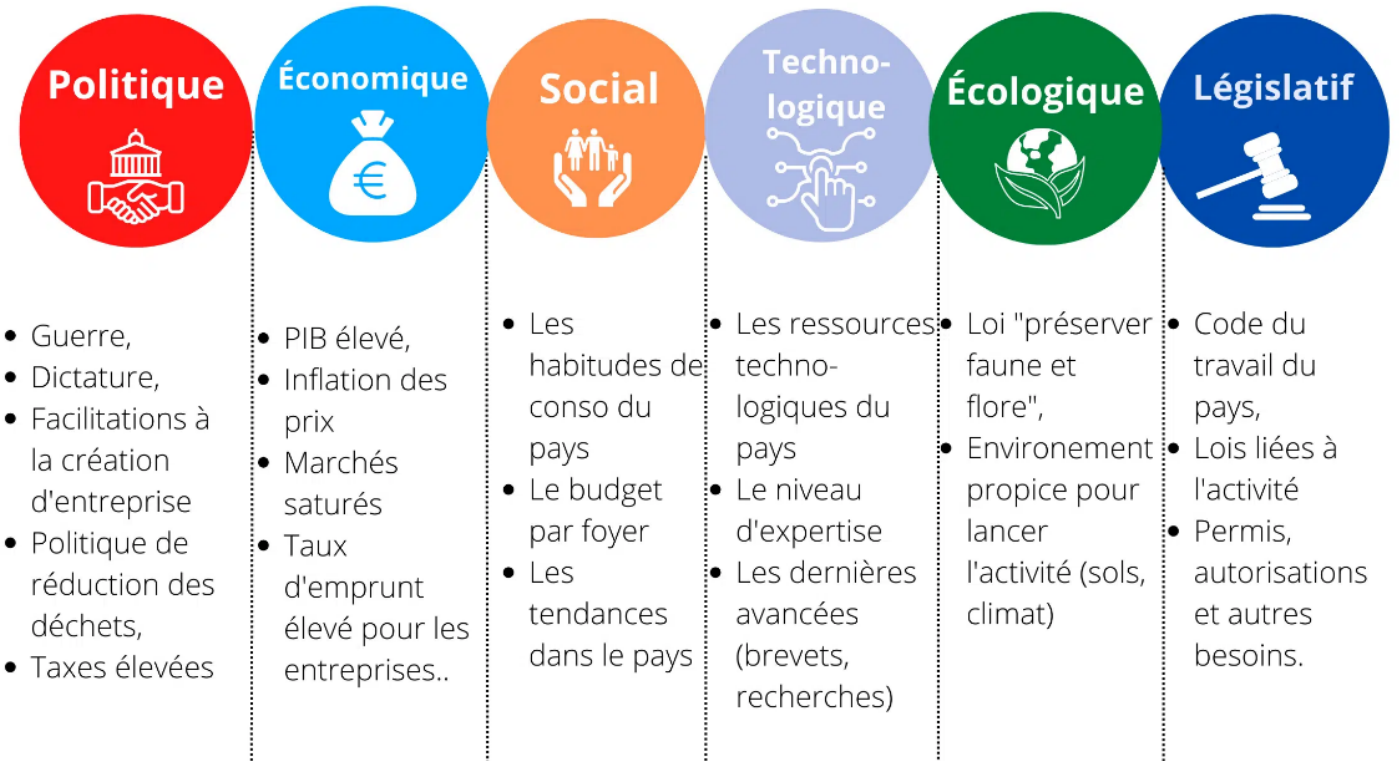 Politique
• Guerre,
• Dictature,
• Facilitations à
la création
d'entreprise
• Politique de
réduction des
déchets,
• Taxes élevées
Économique
€
• PIB élevé,
• Inflation des
prix
• Marchés
saturés
• Taux
d'emprunt
élevé pour les
entreprises..
Social
• Les
habitudes de
conso du
pays
• Le budget
par foyer
• Les
tendances
dans le pays
Techno-
logique
• Les ressources
techno-
logiques du
pays
• Le niveau
d'expertise
• Les dernières
avancées
(brevets,
recherches)
Écologique
• Loi "préserver
faune et
flore",
• Environement
propice pour
lancer
l'activité (sols,
climat)
Législatif
• Code du
travail du
pays,
• Lois liées à
l'activité
• Permis,
autorisations
et autres
besoins.